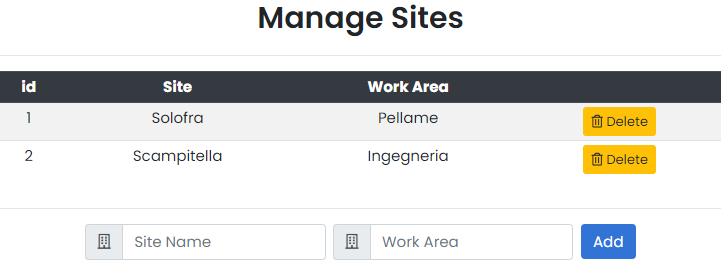 Manage Sites
id Site Work Area
1 Solofra Pellame Delete
2 Scampitella Ingegneria Delete
Site Name Work Area Add